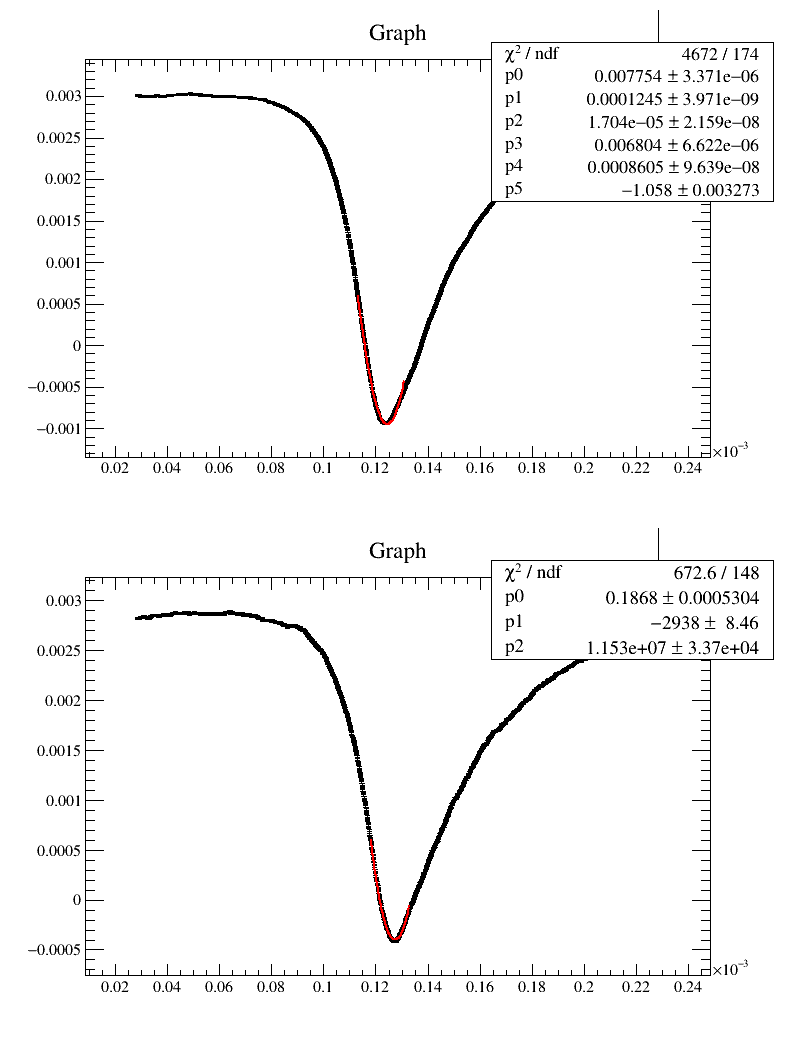 Graph
χ² / ndf 4672 / 174
p0 0.007754 ± 3.371e−06
p1 0.0001245 ± 3.971e−09
p2 1.704e−05 ± 2.159e−08
p3 0.006804 ± 6.622e−06
p4 0.0008605 ± 9.639e−08
p5 −1.058 ± 0.003273
0.003
0.0025
0.002
0.0015
0.001
0.0005
0
−0.0005
−0.001
×10⁻³
0.02 0.04 0.06 0.08 0.1 0.12 0.14 0.16 0.18 0.2 0.22 0.24
Graph
χ² / ndf 672.6 / 148
p0 0.1868 ± 0.0005304
p1 −2938 ± 8.46
p2 1.153e+07 ± 3.37e+04
0.003
0.0025
0.002
0.0015
0.001
0.0005
0
−0.0005
×10⁻³
0.02 0.04 0.06 0.08 0.1 0.12 0.14 0.16 0.18 0.2 0.22 0.24